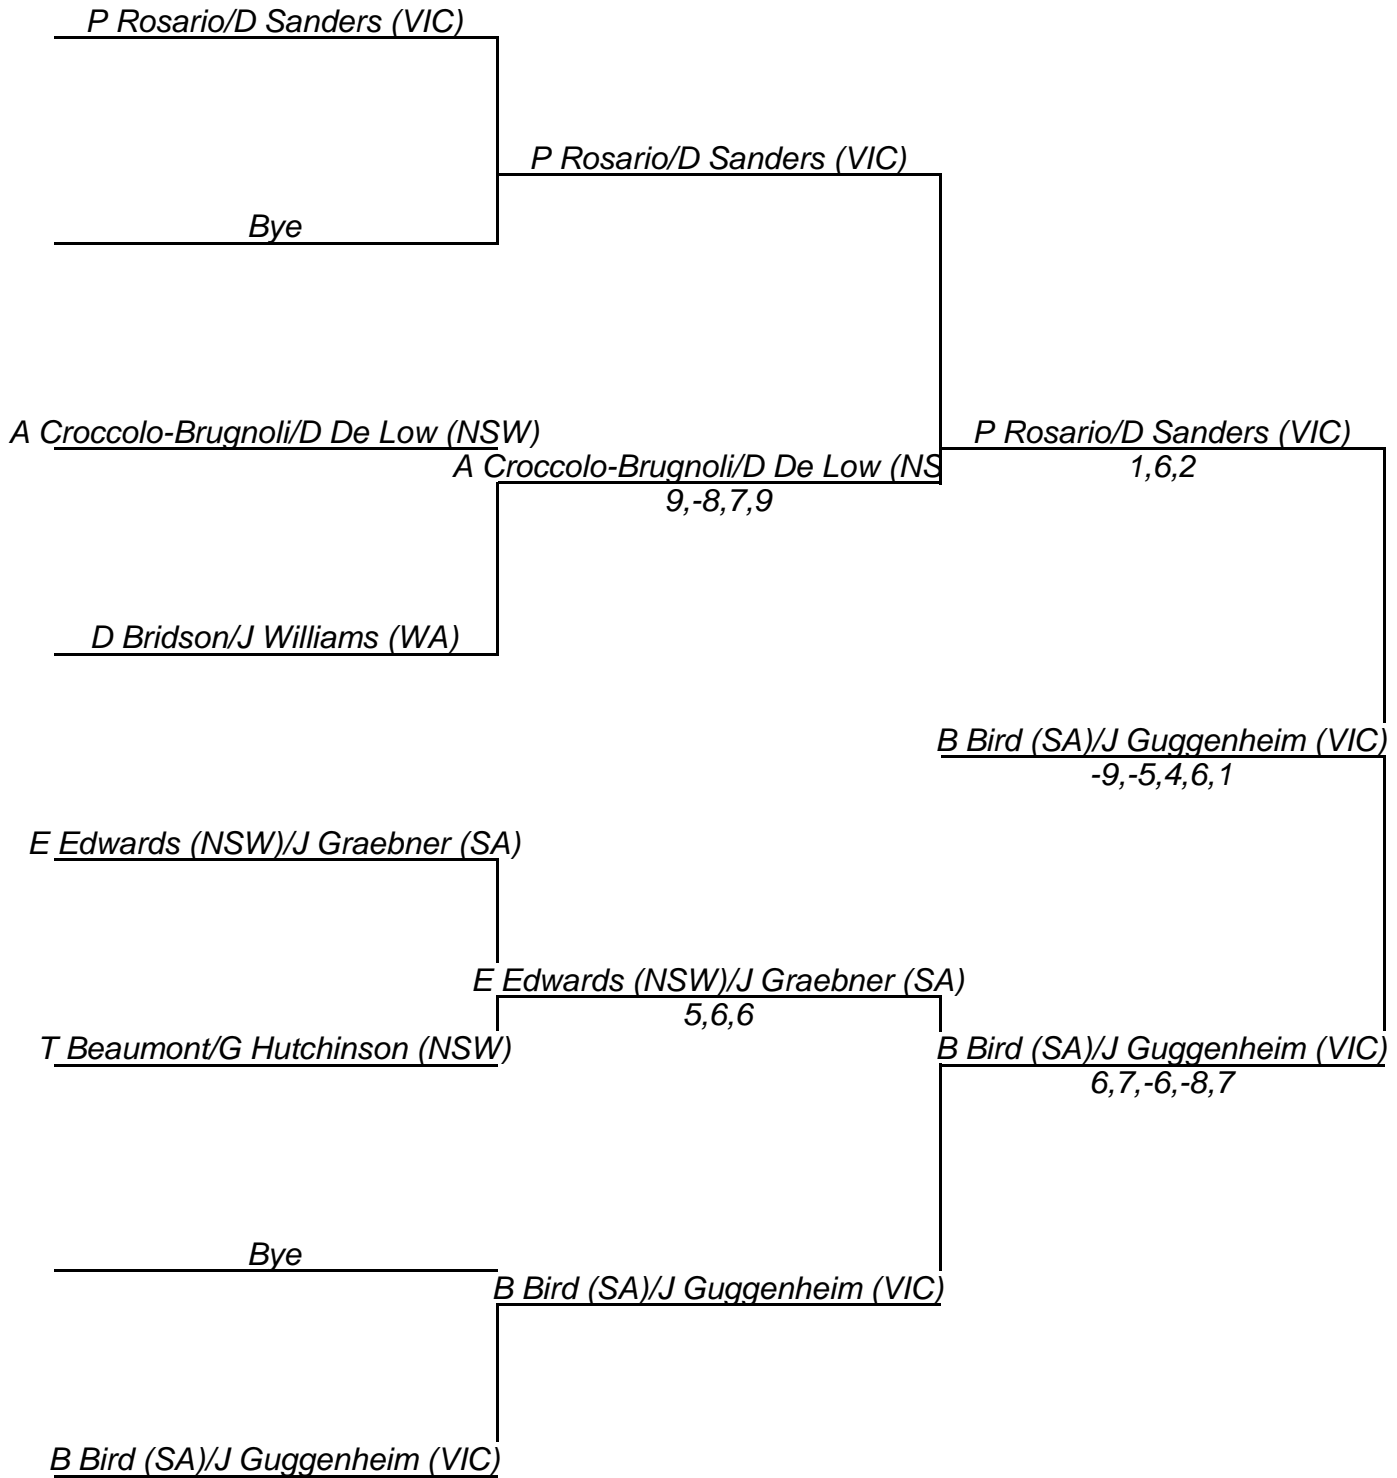 P Rosario/D Sanders (VIC)
P Rosario/D Sanders (VIC)
Bye
A Croccolo-Brugnoli/D De Low (NSW)
P Rosario/D Sanders (VIC)
A Croccolo-Brugnoli/D De Low (NS
1,6,2
9,-8,7,9
D Bridson/J Williams (WA)
B Bird (SA)/J Guggenheim (VIC)
-9,-5,4,6,1
E Edwards (NSW)/J Graebner (SA)
E Edwards (NSW)/J Graebner (SA)
5,6,6
T Beaumont/G Hutchinson (NSW)
B Bird (SA)/J Guggenheim (VIC)
6,7,-6,-8,7
Bye
B Bird (SA)/J Guggenheim (VIC)
B Bird (SA)/J Guggenheim (VIC)